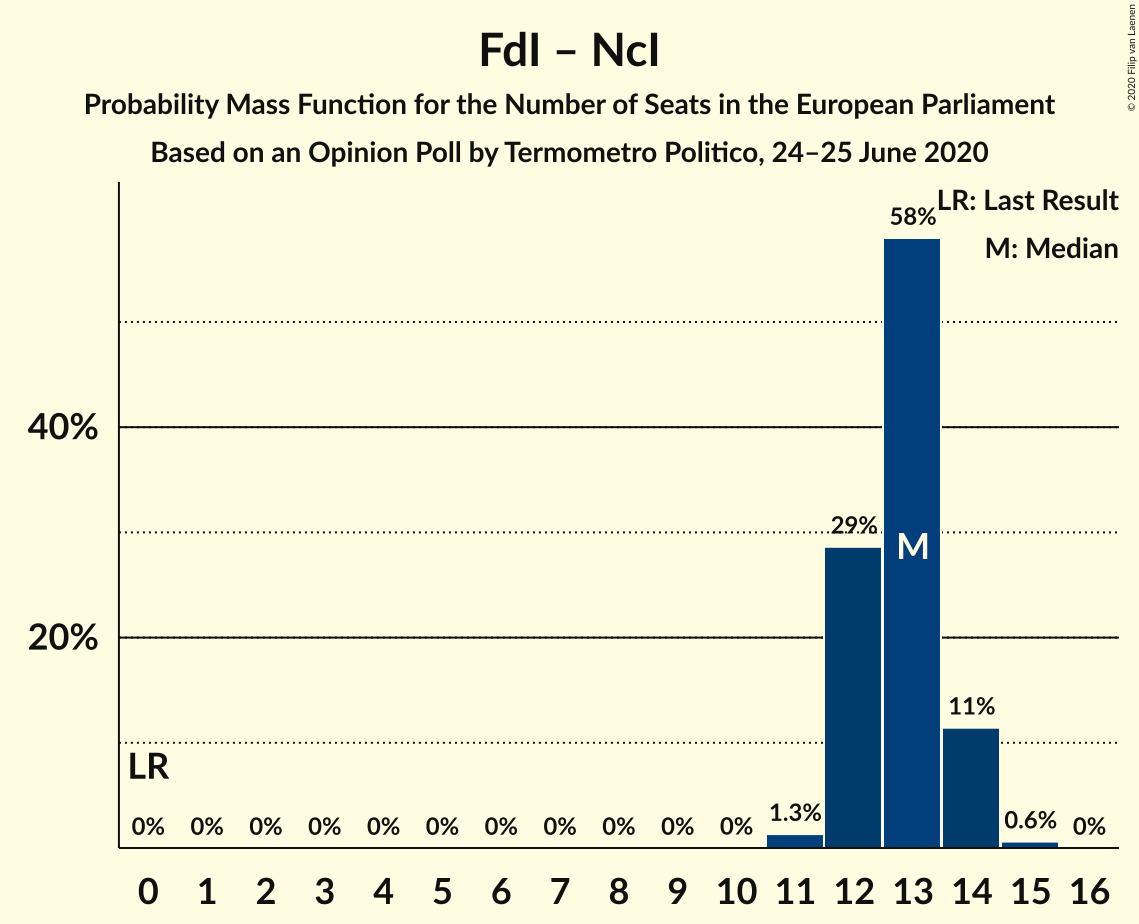 FdI – NcI
Probability Mass Function for the Number of Seats in the European Parliament
Based on an Opinion Poll by Termometro Politico, 24–25 June 2020
© 2020 Filip van Laenen
LR: Last Result
M: Median
58%
40%
29%
M
20%
11%
LR
0% 0% 0% 0% 0% 0% 0% 0% 0% 0% 0% 1.3% 0.6% 0%
0 1 2 3 4 5 6 7 8 9 10 11 12 13 14 15 16